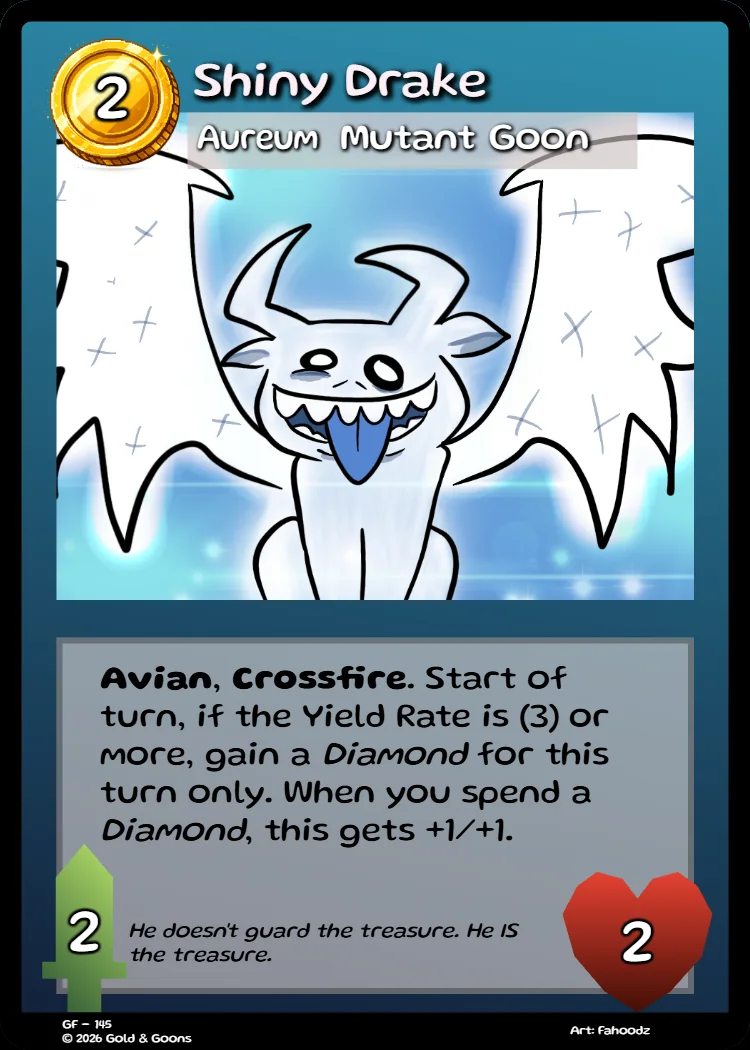 2
Shiny Drake
Aureum Mutant Goon
Avian, Crossfire. Start of
turn, if the Yield Rate is (3) or
more, gain a Diamond for this
turn only. When you spend a
Diamond, this gets +1/+1.
2
He doesn't guard the treasure. He IS
the treasure.
2
GF - 145
© 2026 Gold & Goons
Art: Fahoodz